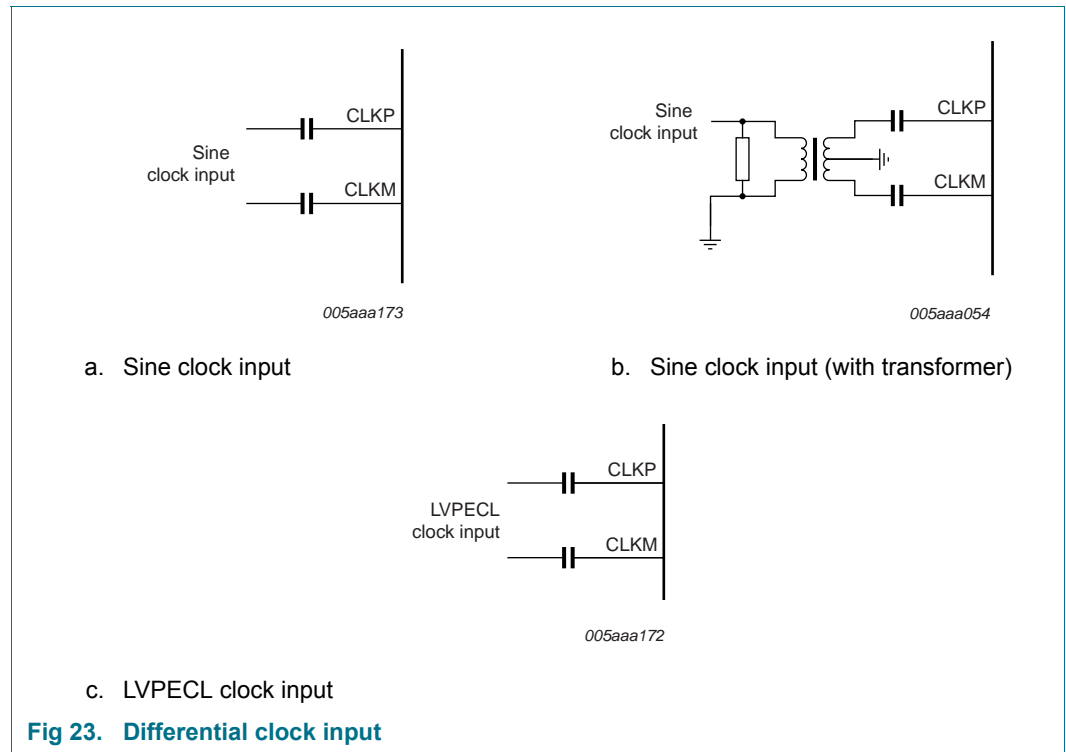 CLKP
Sine
clock input
CLKM
005aaa173
a. Sine clock input
Sine
clock input
CLKP
CLKM
005aaa054
b. Sine clock input (with transformer)
CLKP
LVPECL
clock input
CLKM
005aaa172
c. LVPECL clock input
Fig 23. Differential clock input